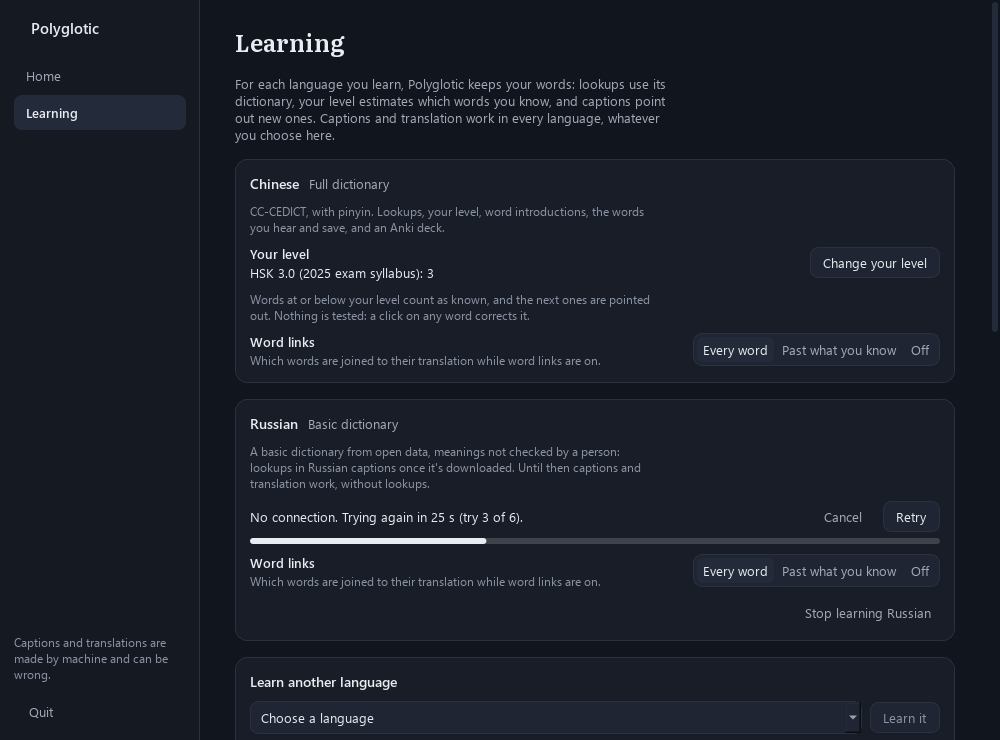 Polyglotic
Home
Learning
Captions and translations are
made by machine and can be
wrong.
Quit
Learning
For each language you learn, Polyglotic keeps your words: lookups use its
dictionary, your level estimates which words you know, and captions point
out new ones. Captions and translation work in every language, whatever
you choose here.
Chinese Full dictionary
CC-CEDICT, with pinyin. Lookups, your level, word introductions, the words
you hear and save, and an Anki deck.
Your level
HSK 3.0 (2025 exam syllabus): 3
Change your level
Words at or below your level count as known, and the next ones are pointed
out. Nothing is tested: a click on any word corrects it.
Word links
Which words are joined to their translation while word links are on.
Every word Past what you know Off
Russian Basic dictionary
A basic dictionary from open data, meanings not checked by a person:
lookups in Russian captions once it's downloaded. Until then captions and
translation work, without lookups.
No connection. Trying again in 25 s (try 3 of 6).
Cancel Retry
Word links
Which words are joined to their translation while word links are on.
Every word Past what you know Off
Stop learning Russian
Learn another language
Choose a language
Learn it